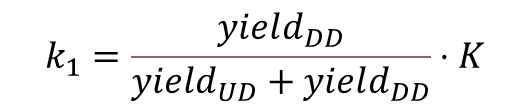 k₁ = yield_DD / (yield_UD + yield_DD) · K